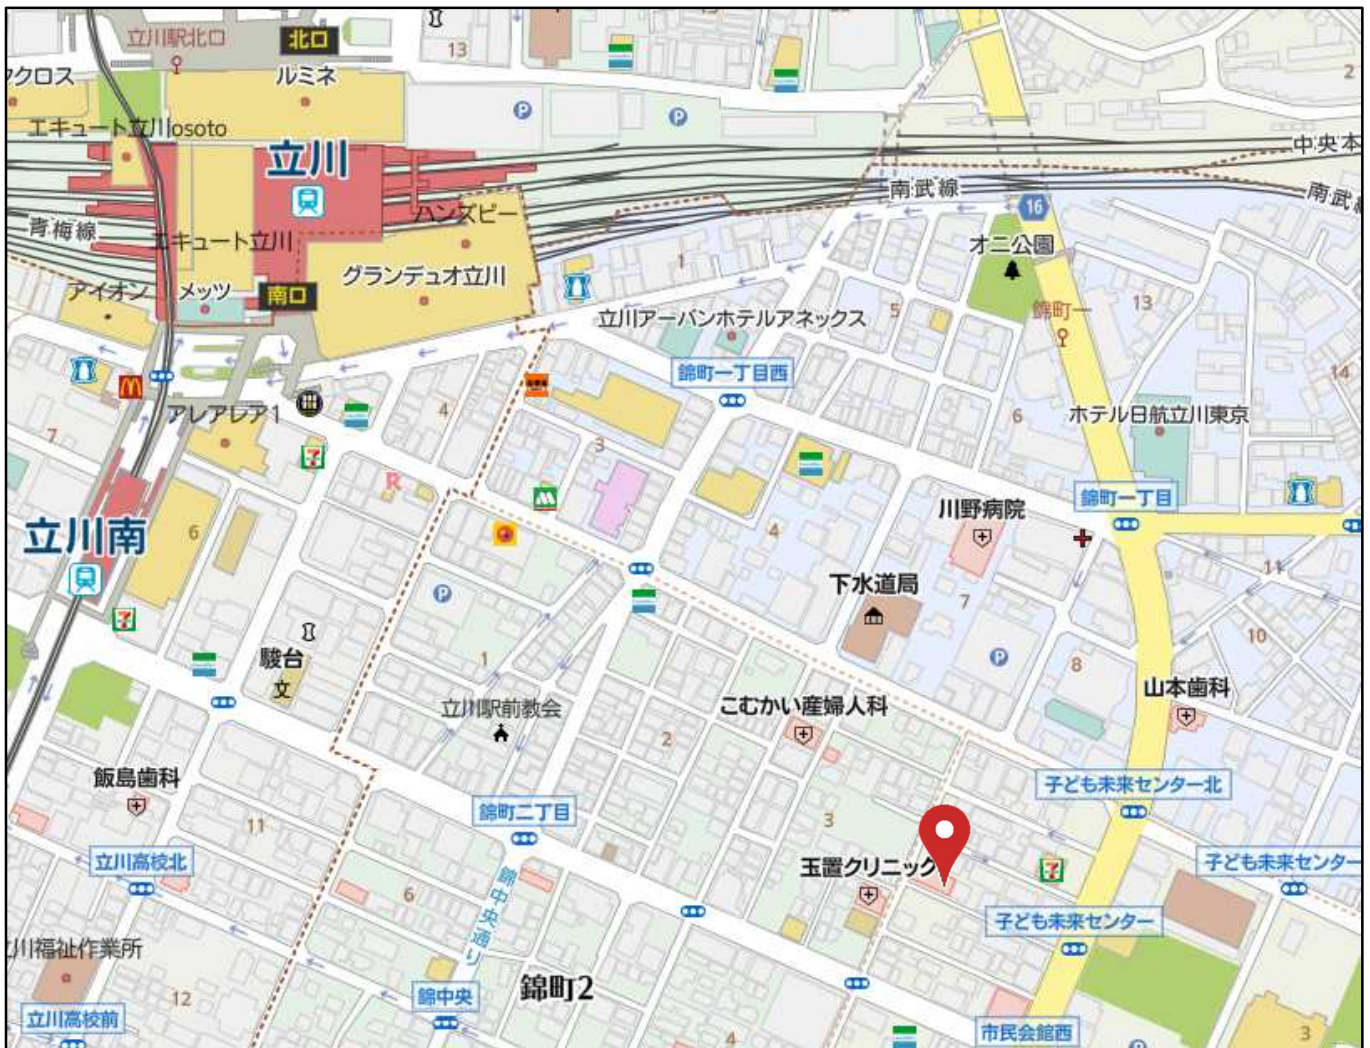 立川駅北口
北口
13
クロス
ルミネ
2
エキュート立川osoto
立川
中央本
南武線
南武
16
青梅線
エキュート立川
ハンズビー
オニ公園
グランデュオ立川
1
アイオン
メッツ
南口
13
立川アーバンホテルアネックス
5
錦町一
錦町一丁目西
14
アレアレア1
4
6
ホテル日航立川東京
7
3
錦町一丁目
川野病院
立川南
6
4
11
下水道局
7
10
駿台
文
1
8
山本歯科
立川駅前教会
こむかい産婦人科
2
飯島歯科
子ども未来センター北
錦町二丁目
3
11
立川高校北
玉置クリニック
子ども未来センター
6
錦中央通り
子ども未来センター
川福祉作業所
錦町2
12
錦中央
立川高校前
市民会館西
4
3